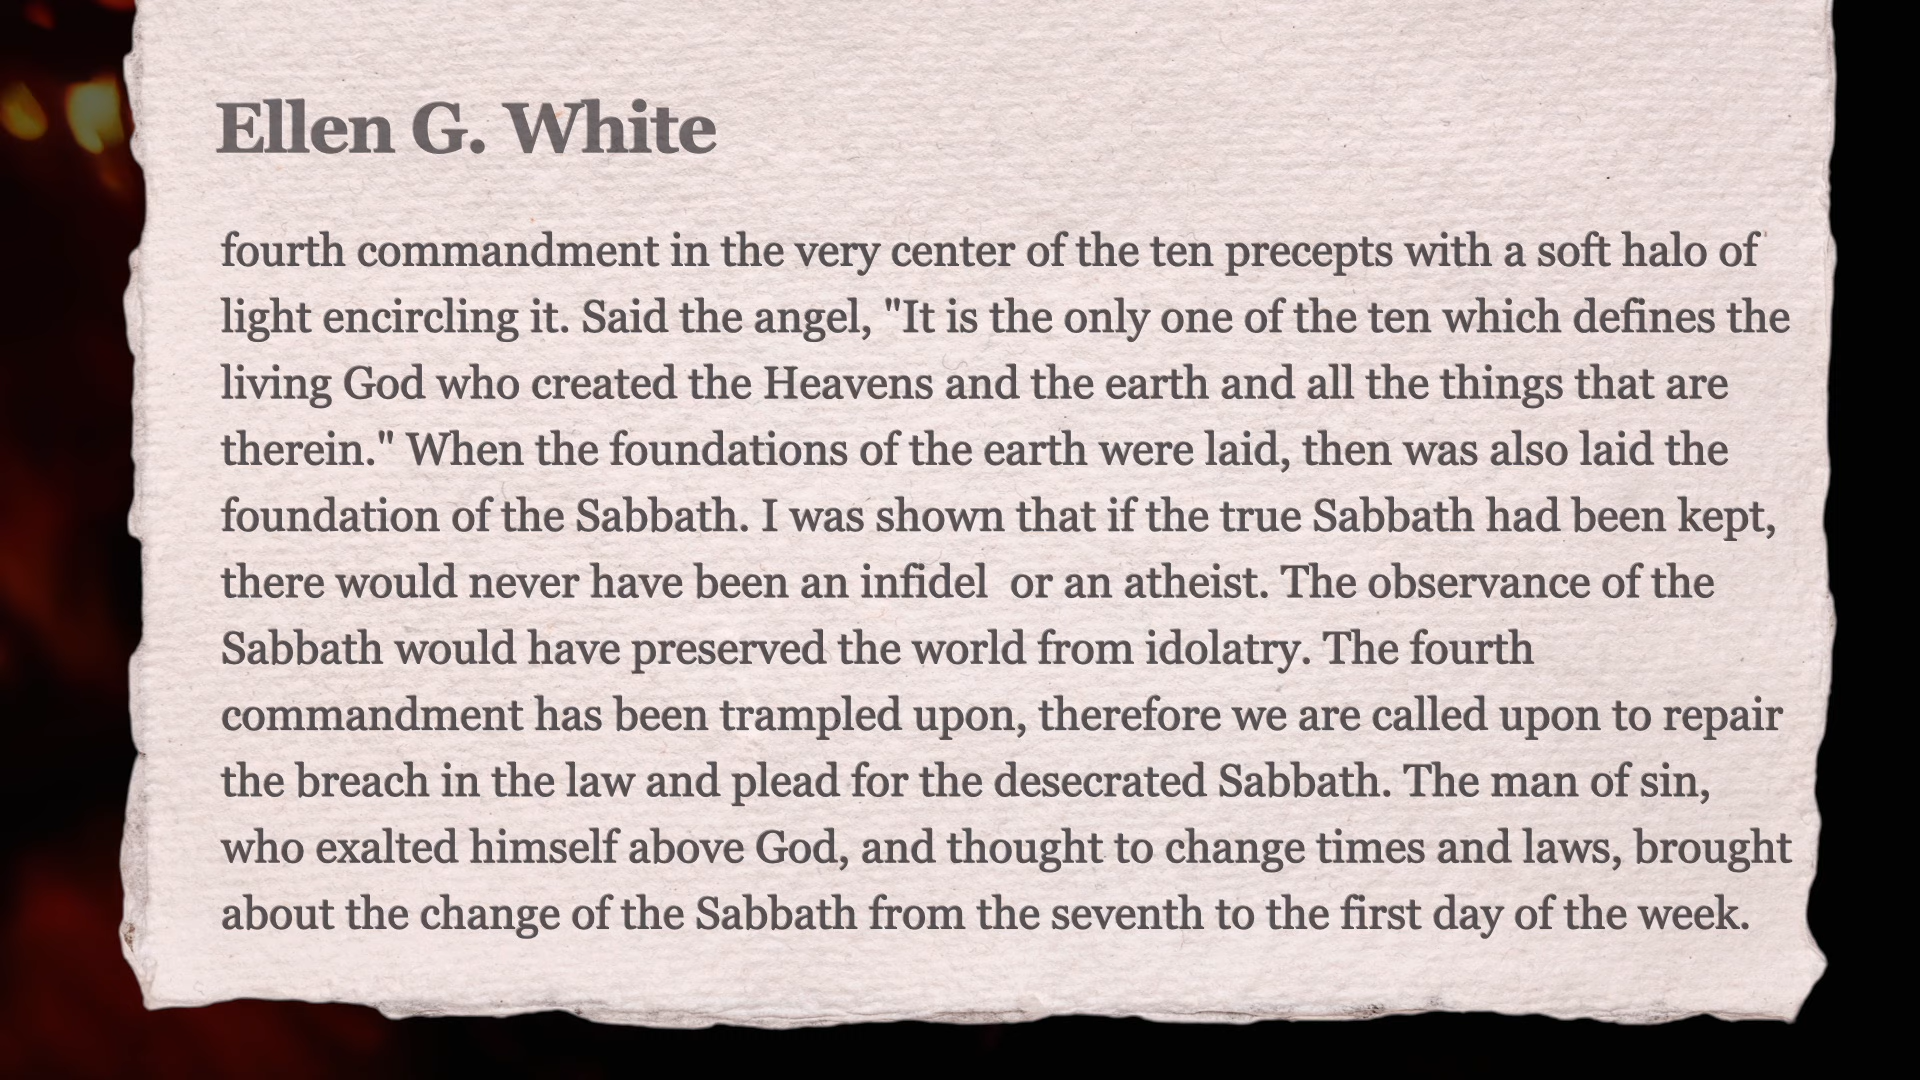 Ellen G. White
fourth commandment in the very center of the ten precepts with a soft halo of
light encircling it. Said the angel, "It is the only one of the ten which defines the
living God who created the Heavens and the earth and all the things that are
therein." When the foundations of the earth were laid, then was also laid the
foundation of the Sabbath. I was shown that if the true Sabbath had been kept,
there would never have been an infidel  or an atheist. The observance of the
Sabbath would have preserved the world from idolatry. The fourth
commandment has been trampled upon, therefore we are called upon to repair
the breach in the law and plead for the desecrated Sabbath. The man of sin,
who exalted himself above God, and thought to change times and laws, brought
about the change of the Sabbath from the seventh to the first day of the week.